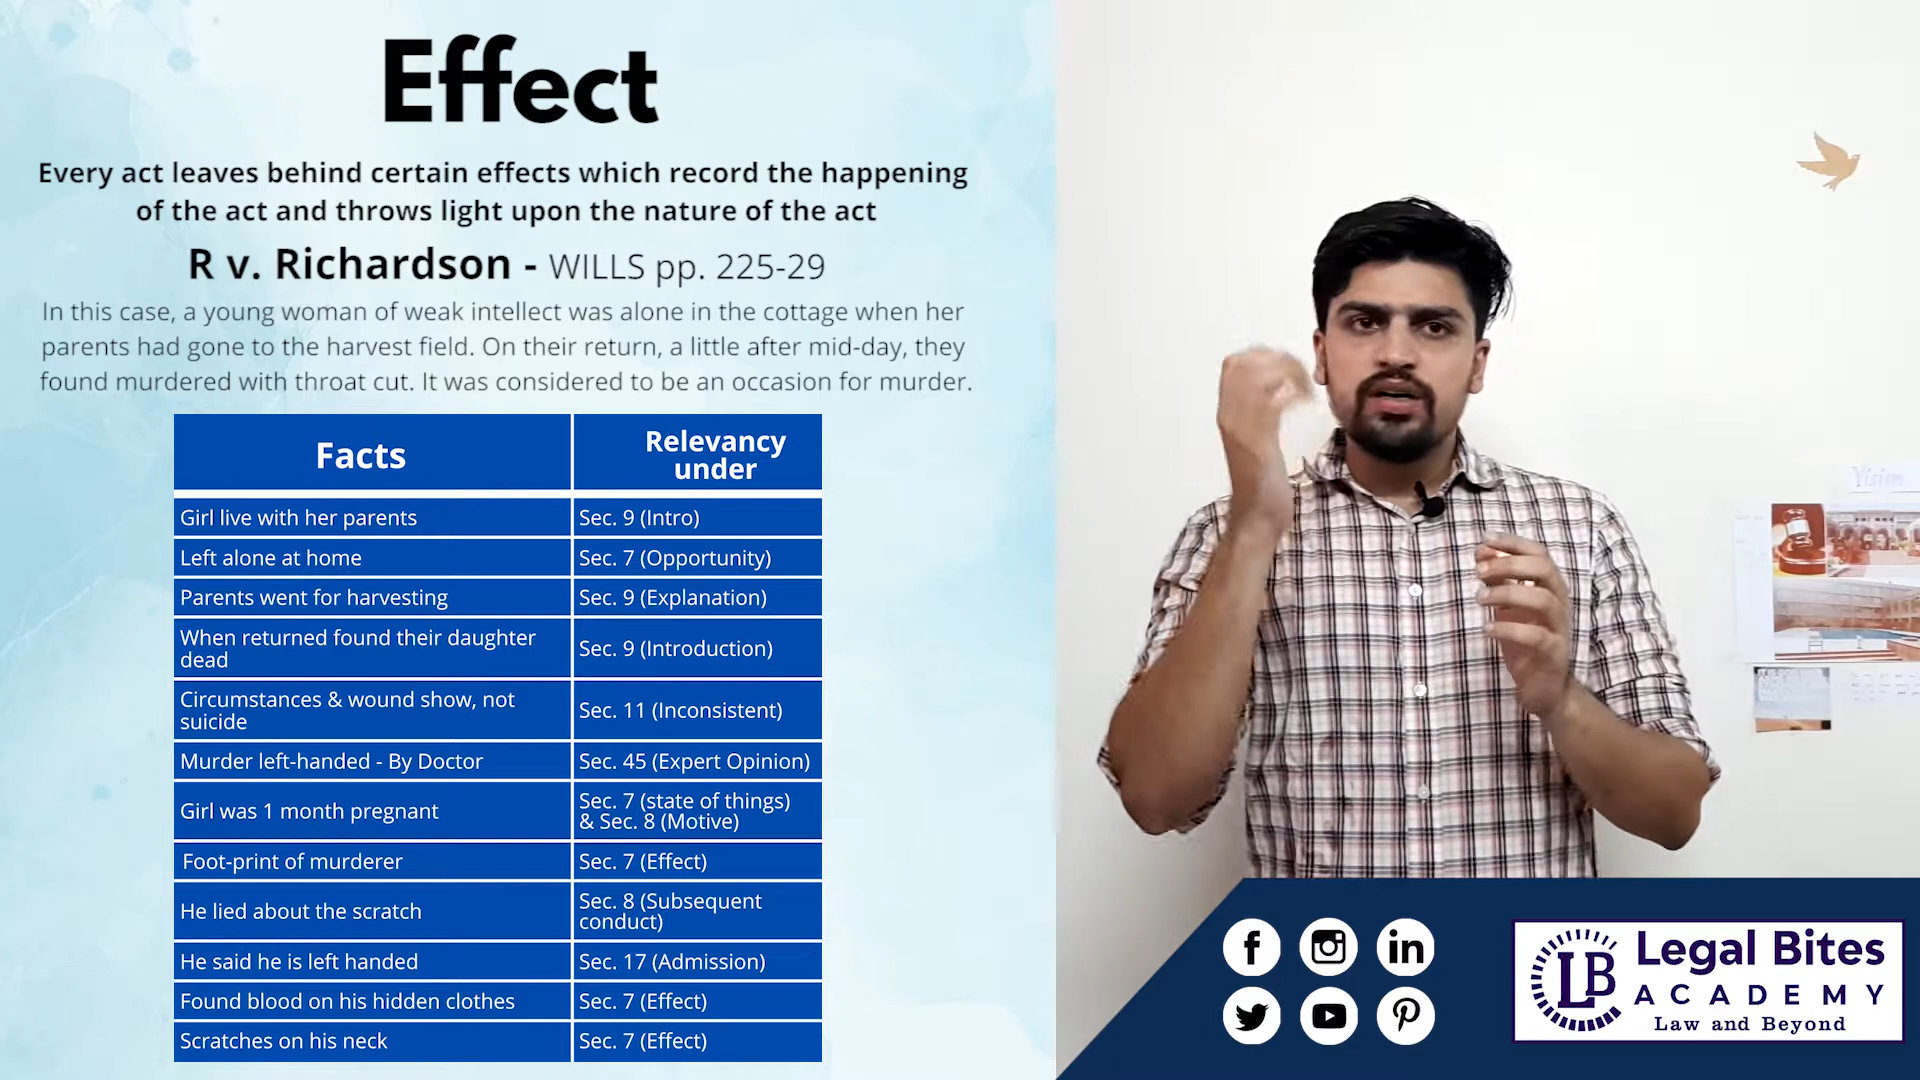 Effect
Every act leaves behind certain effects which record the happening
of the act and throws light upon the nature of the act
R v. Richardson - WILLS pp. 225-29
In this case, a young woman of weak intellect was alone in the cottage when her
parents had gone to the harvest field. On their return, a little after mid-day, they
found murdered with throat cut. It was considered to be an occasion for murder.
Facts
Relevancy
under
Girl live with her parents
Sec. 9 (Intro)
Left alone at home
Sec. 7 (Opportunity)
Parents went for harvesting
Sec. 9 (Explanation)
When returned found their daughter
dead
Sec. 9 (Introduction)
Circumstances & wound show, not
suicide
Sec. 11 (Inconsistent)
Murder left-handed - By Doctor
Sec. 45 (Expert Opinion)
Girl was 1 month pregnant
Sec. 7 (state of things)
& Sec. 8 (Motive)
Foot-print of murderer
Sec. 7 (Effect)
He lied about the scratch
Sec. 8 (Subsequent
conduct)
He said he is left handed
Sec. 17 (Admission)
Found blood on his hidden clothes
Sec. 7 (Effect)
Scratches on his neck
Sec. 7 (Effect)
Vision
LB
Legal Bites
ACADEMY
Law and Beyond